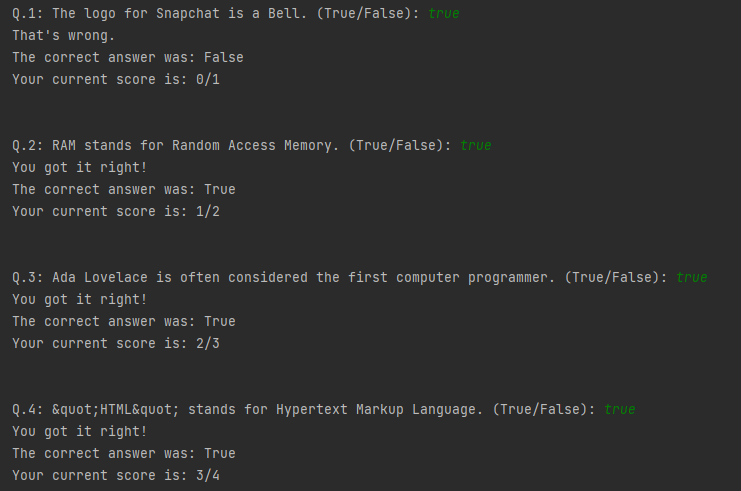 Q.1: The logo for Snapchat is a Bell. (True/False): true
That's wrong.
The correct answer was: False
Your current score is: 0/1
Q.2: RAM stands for Random Access Memory. (True/False): true
You got it right!
The correct answer was: True
Your current score is: 1/2
Q.3: Ada Lovelace is often considered the first computer programmer. (True/False): true
You got it right!
The correct answer was: True
Your current score is: 2/3
Q.4: &quot;HTML&quot; stands for Hypertext Markup Language. (True/False): true
You got it right!
The correct answer was: True
Your current score is: 3/4